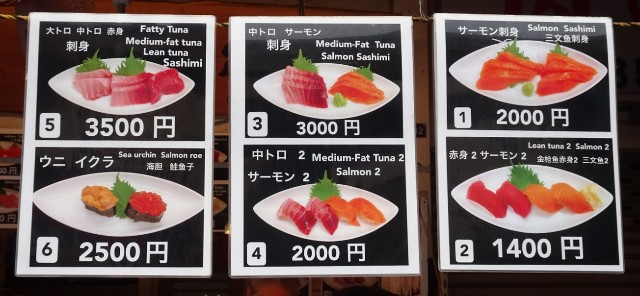 大トロ 中トロ 赤身
刺身
Fatty Tuna
Medium-fat tuna
Lean tuna
Sashimi
5
3500 円
ウニ イクラ
Sea urchin Salmon roe
海胆 鮭魚子
6
2500 円
中トロ サーモン
刺身
Medium-Fat Tuna
Salmon Sashimi
3
3000 円
中トロ 2
サーモン 2
Medium-Fat Tuna 2
Salmon 2
4
2000 円
サーモン刺身
Salmon Sashimi
三文魚刺身
1
2000 円
赤身 2 サーモン 2
Lean tuna 2 Salmon 2
金槍魚赤身2 三文魚2
2
1400 円